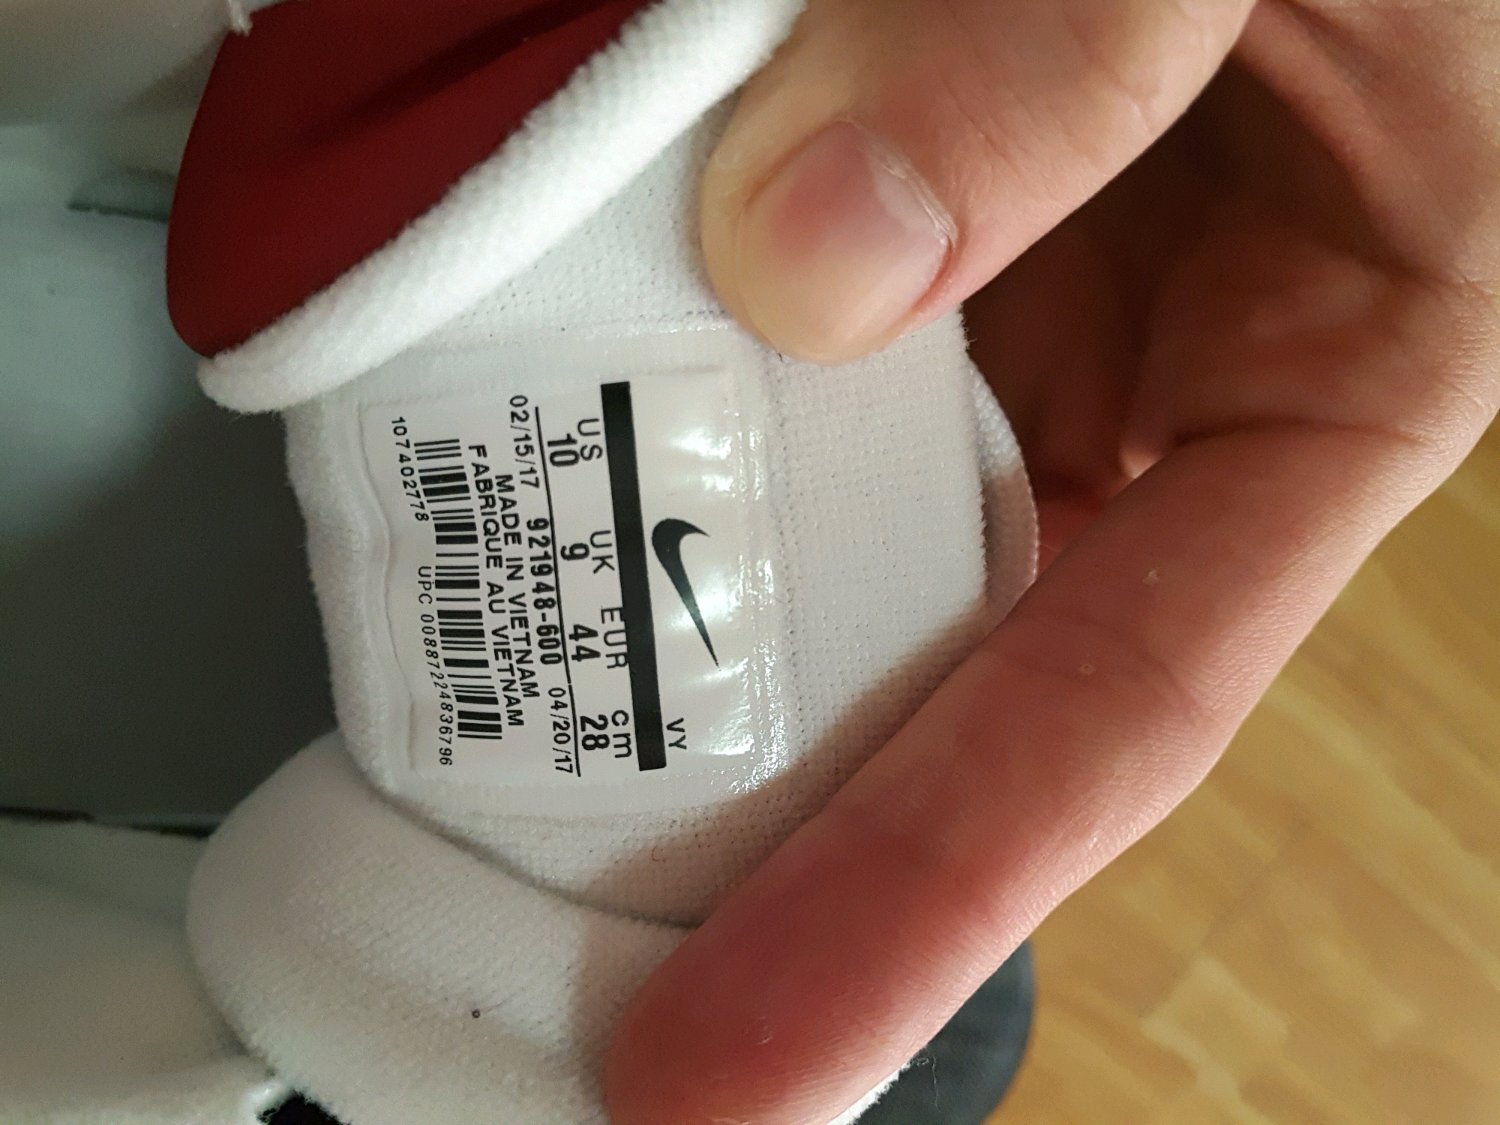 VY
US UK EUR cm
10 9 44 28
02/15/17 921948-600 04/20/17
MADE IN VIETNAM
FABRIQUE AU VIETNAM
107402778 UPC 00887224836796